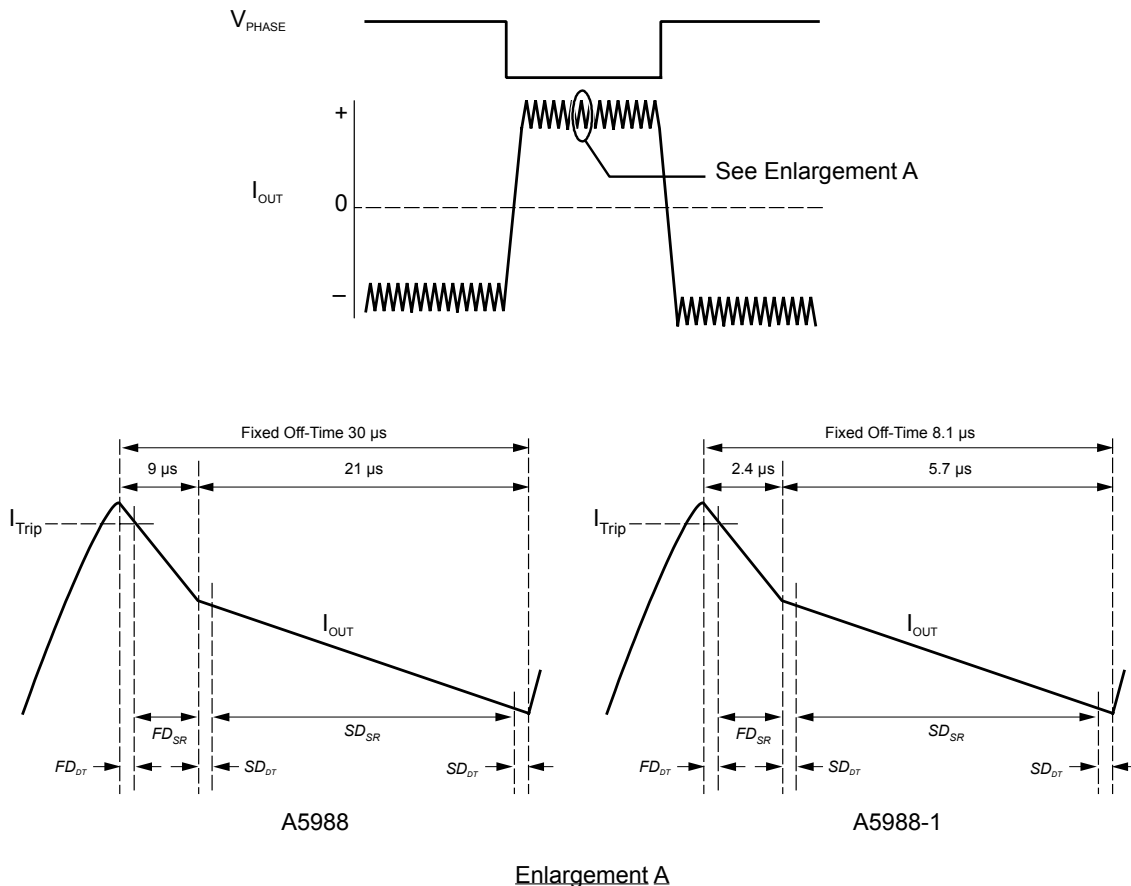 VPHASE
+
See Enlargement A
IOUT
0
–
Fixed Off-Time 30 µs
9 µs
21 µs
ITrip
IOUT
FDSR
SDSR
FDDT
SDDT
SDDT
A5988
Fixed Off-Time 8.1 µs
2.4 µs
5.7 µs
ITrip
IOUT
FDSR
SDSR
FDDT
SDDT
SDDT
A5988-1
Enlargement A